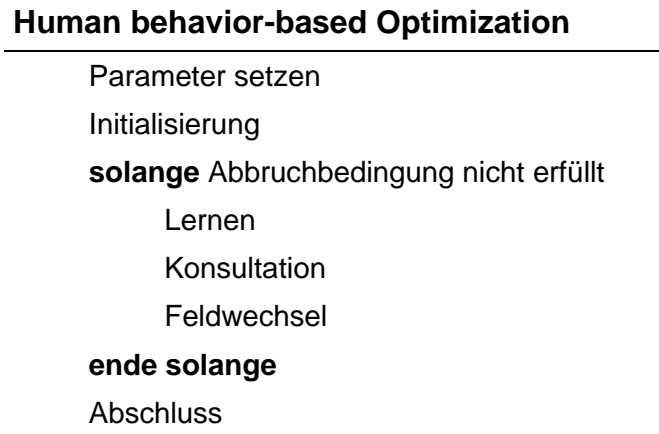 Human behavior-based Optimization
Parameter setzen
Initialisierung
solange Abbruchbedingung nicht erfüllt
Lernen
Konsultation
Feldwechsel
ende solange
Abschluss